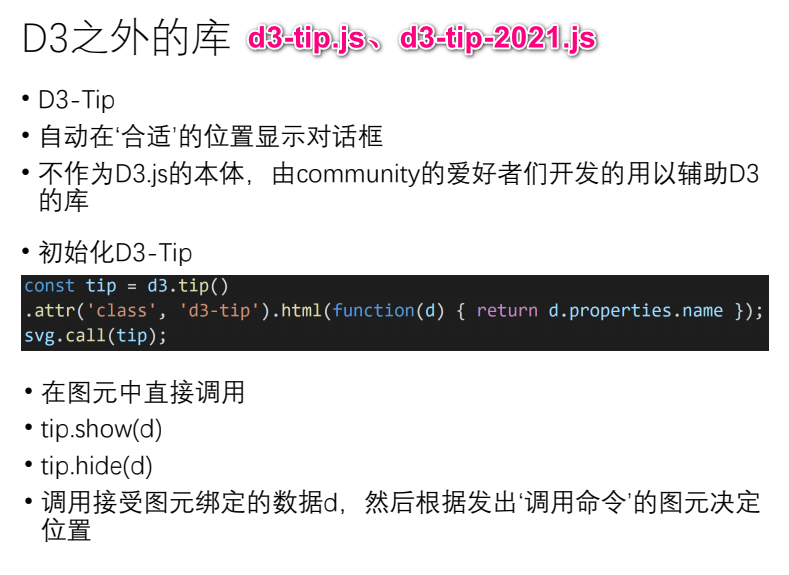 D3之外的库 d3-tip.js、d3-tip-2021.js
• D3-Tip
• 自动在‘合适’的位置显示对话框
• 不作为D3.js的本体，由community的爱好者们开发的用以辅助D3
的库
• 初始化D3-Tip
const tip = d3.tip()
.attr('class', 'd3-tip').html(function(d) { return d.properties.name });
svg.call(tip);
• 在图元中直接调用
• tip.show(d)
• tip.hide(d)
• 调用接受图元绑定的数据d，然后根据发出‘调用命令’的图元决定
位置